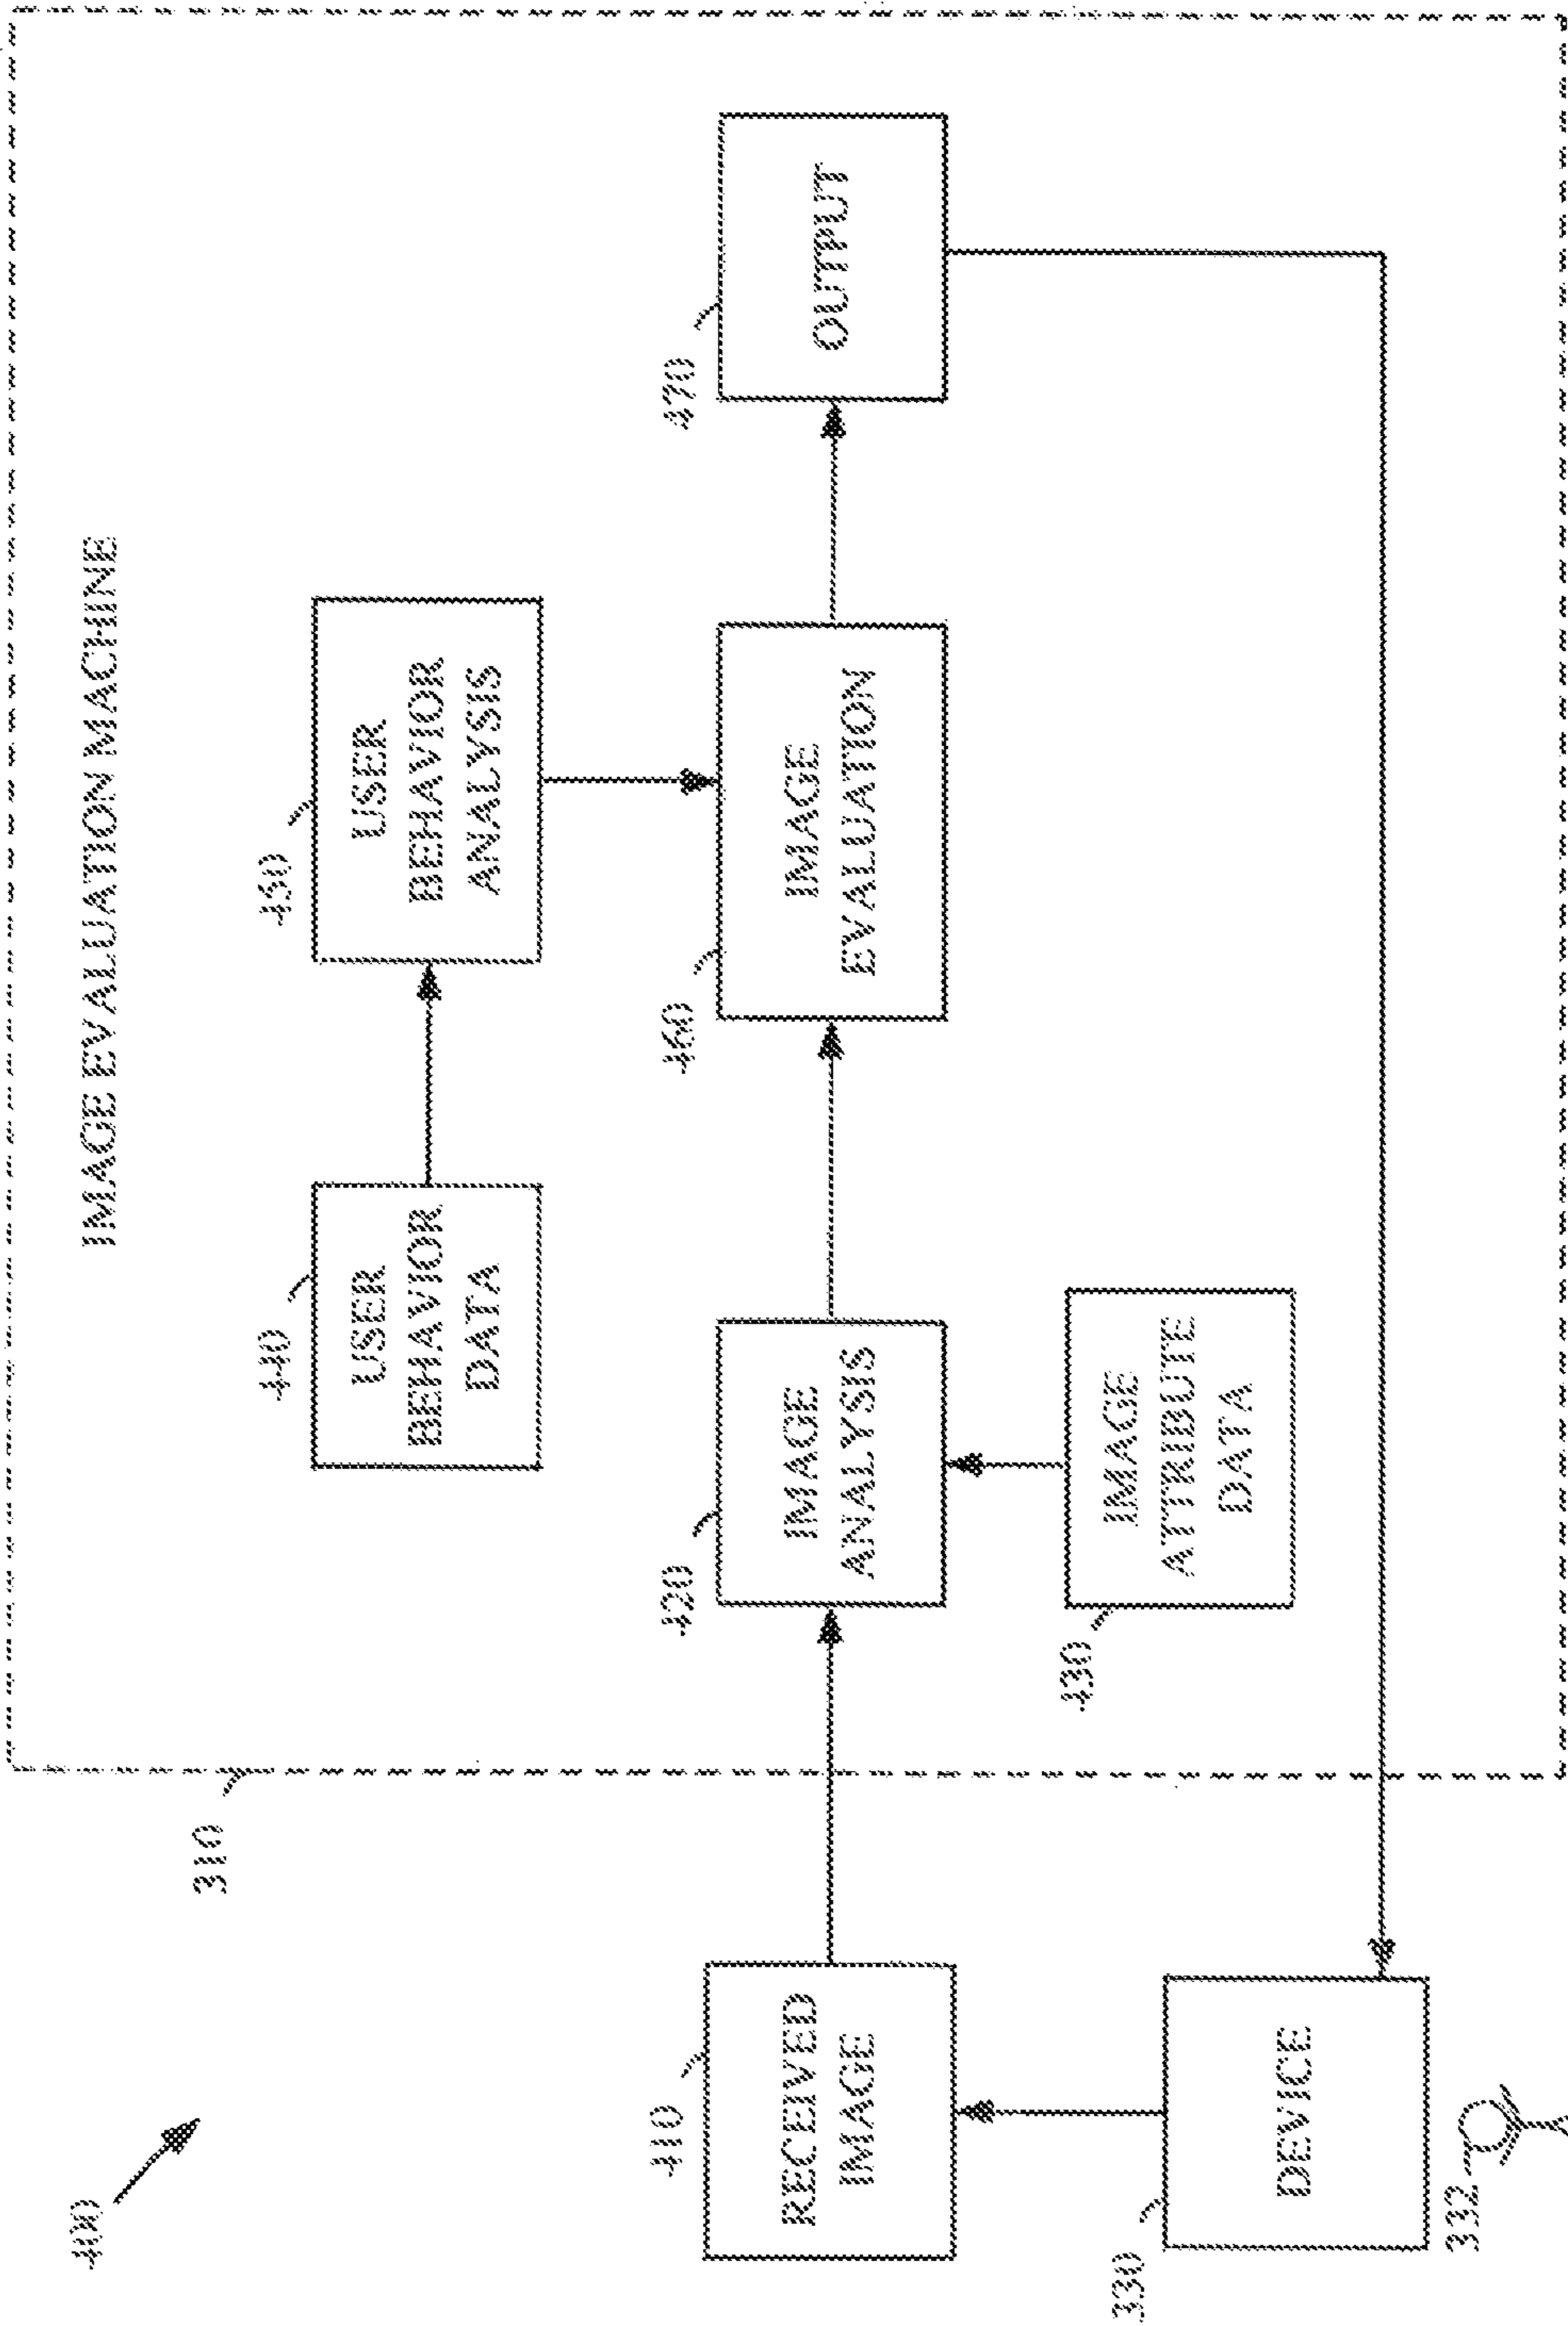 400
310
IMAGE EVALUATION MACHINE
440
USER
BEHAVIOR
DATA
450
USER
BEHAVIOR
ANALYSIS
410
RECEIVED
IMAGE
420
IMAGE
ANALYSIS
460
IMAGE
EVALUATION
470
OUTPUT
430
IMAGE
ATTRIBUTE
DATA
330
DEVICE
332